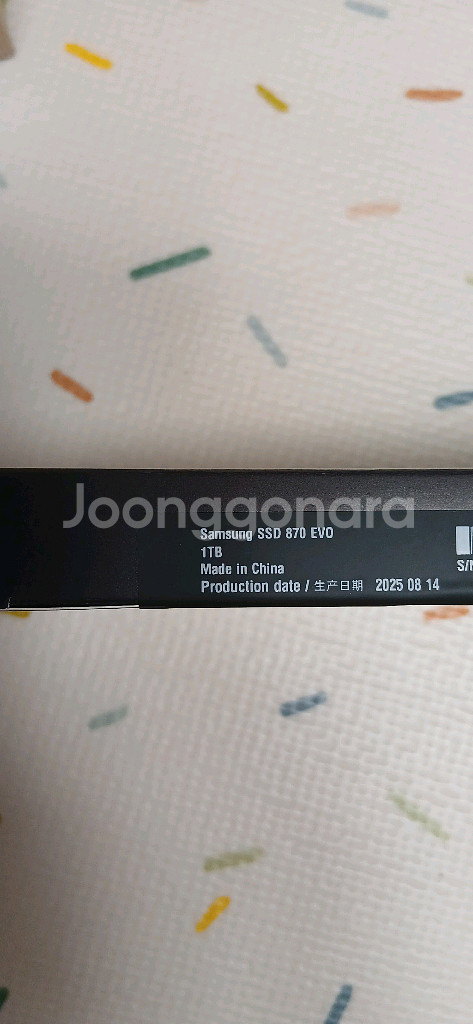 Joonggonara
Samsung SSD 870 EVO
1TB
Made in China
Production date / 生产日期 2025 08 14